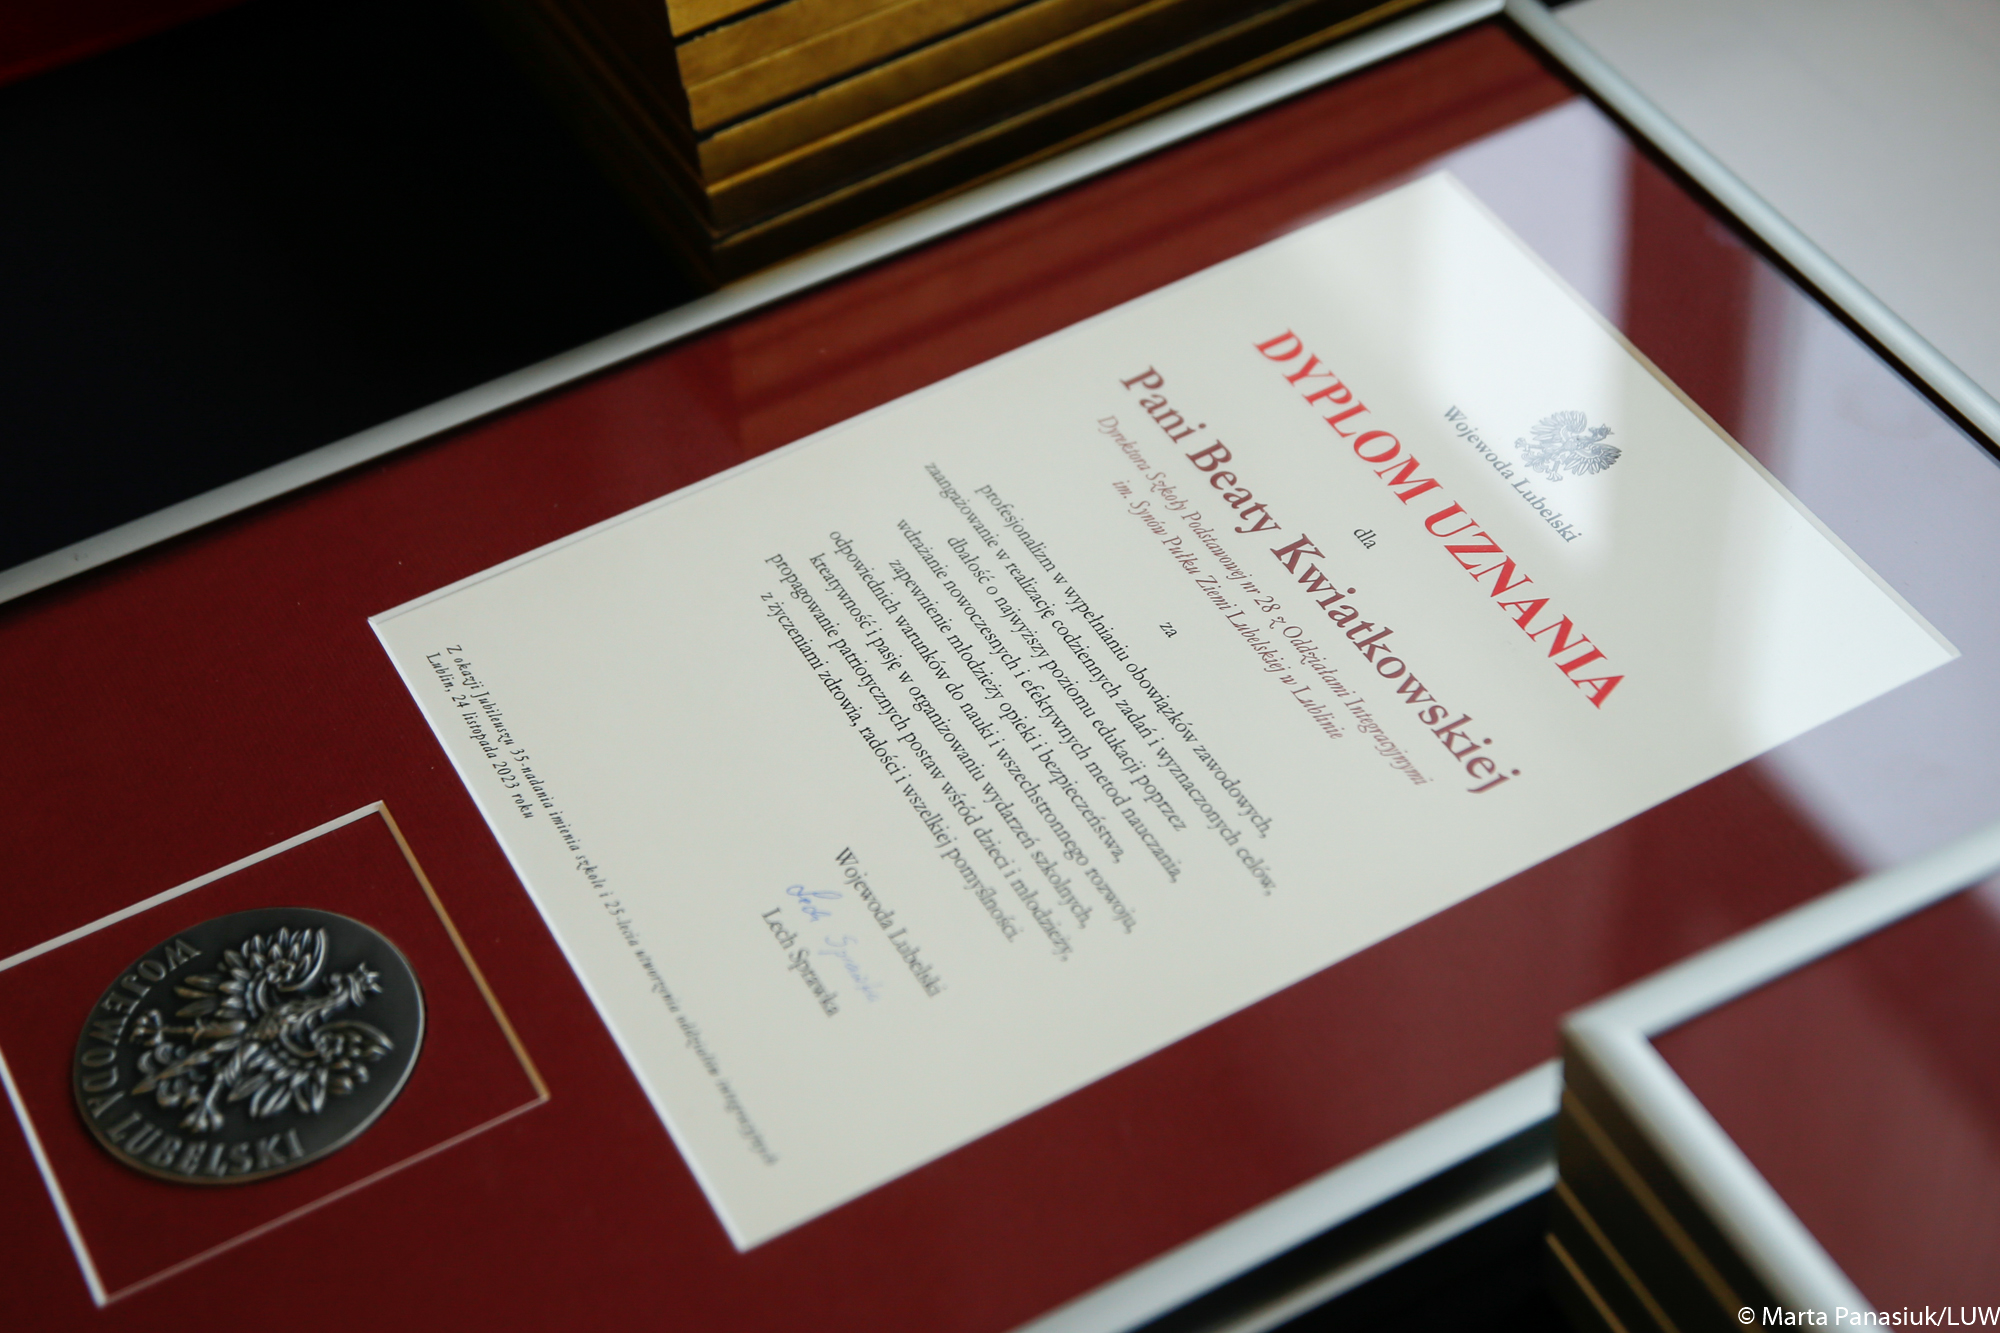 Wojewoda Lubelski
DYPLOM UZNANIA
dla
Pani Beaty Kwiatkowskiej
Dyrektora Szkoły Podstawowej nr 28 z Oddziałami Integracyjnymi
im. Synów Pułku Ziemi Lubelskiej w Lublinie
za
profesjonalizm w wypełnianiu obowiązków zawodowych,
zaangażowanie w realizację codziennych zadań i wyznaczonych celów,
dbałość o najwyższy poziomu edukacji poprzez
wdrażanie nowoczesnych i efektywnych metod nauczania,
zapewnienie młodzieży opieki i bezpieczeństwa,
odpowiednich warunków do nauki i wszechstronnego rozwoju,
kreatywność i pasję w organizowaniu wydarzeń szkolnych,
propagowanie patriotycznych postaw wśród dzieci i młodzieży,
z życzeniami zdrowia, radości i wszelkiej pomyślności.
Wojewoda Lubelski
Lech Sprawka
Lech Sprawka
Z okazji Jubileuszu 35-nadania imienia szkole i 25-lecia utworzenia oddziałów integracyjnych
Lublin, 24 listopada 2023 roku
WOJEWODA LUBELSKI
© Marta Panasiuk/LUW